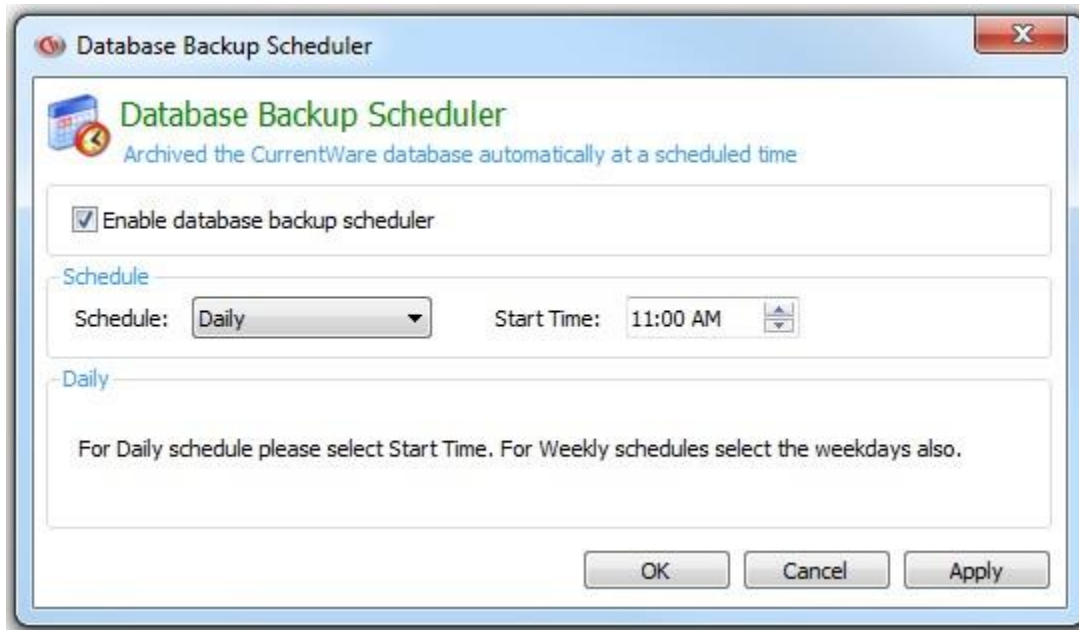 Database Backup Scheduler
Database Backup Scheduler
Archived the CurrentWare database automatically at a scheduled time
Enable database backup scheduler
Schedule
Schedule: Daily Start Time: 11:00 AM
Daily
For Daily schedule please select Start Time. For Weekly schedules select the weekdays also.
OK Cancel Apply